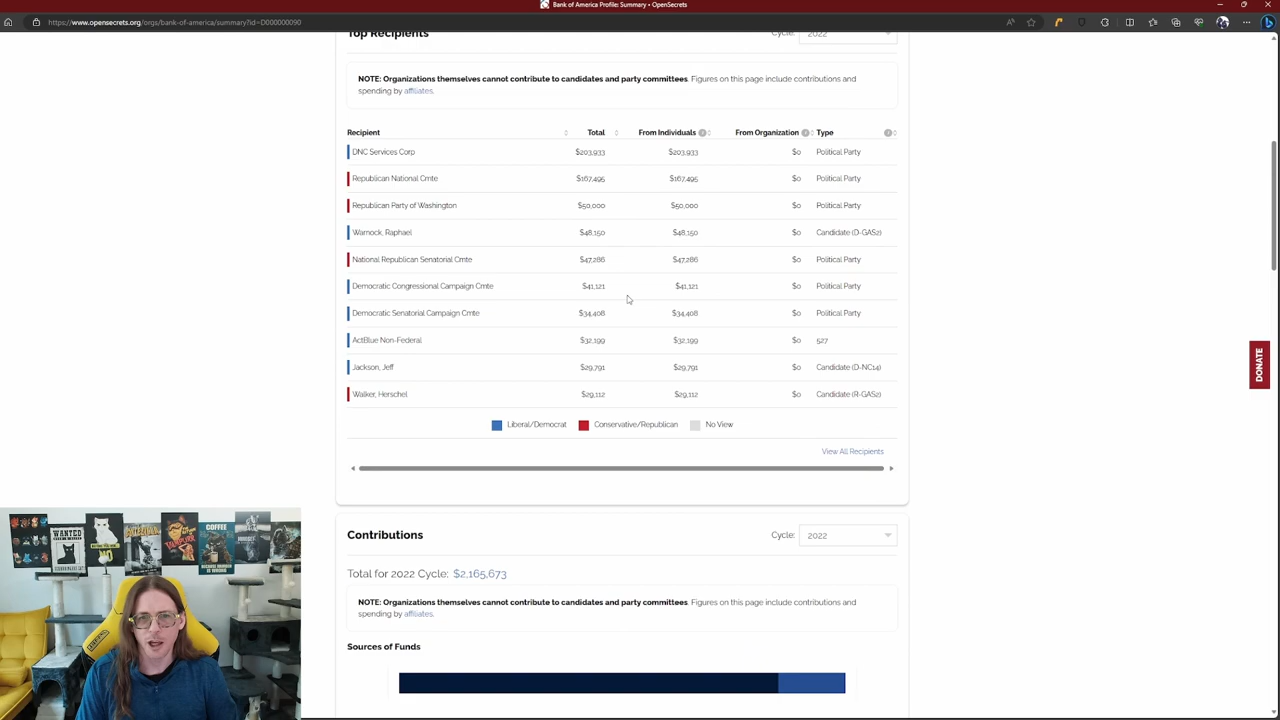 Bank of America Profile: Summary • OpenSecrets
https://www.opensecrets.org/orgs/bank-of-america/summary?id=D000000090
Top Recipients
Cycle: 2022
NOTE: Organizations themselves cannot contribute to candidates and party committees. Figures on this page include contributions and
spending by affiliates.
Recipient Total From Individuals From Organization Type
DNC Services Corp $203,933 $203,933 $0 Political Party
Republican National Cmte $167,495 $167,495 $0 Political Party
Republican Party of Washington $50,000 $50,000 $0 Political Party
Warnock, Raphael $48,150 $48,150 $0 Candidate (D-GAS2)
National Republican Senatorial Cmte $47,286 $47,286 $0 Political Party
Democratic Congressional Campaign Cmte $41,121 $41,121 $0 Political Party
Democratic Senatorial Campaign Cmte $34,408 $34,408 $0 Political Party
ActBlue Non-Federal $32,199 $32,199 $0 527
Jackson, Jeff $29,791 $29,791 $0 Candidate (D-NC14)
Walker, Herschel $29,112 $29,112 $0 Candidate (R-GAS2)
Liberal/Democrat Conservative/Republican No View
View All Recipients
DONATE
Contributions
Cycle: 2022
Total for 2022 Cycle: $2,165,673
NOTE: Organizations themselves cannot contribute to candidates and party committees. Figures on this page include contributions and
spending by affiliates.
Sources of Funds
WANTED
NO
COFFEE